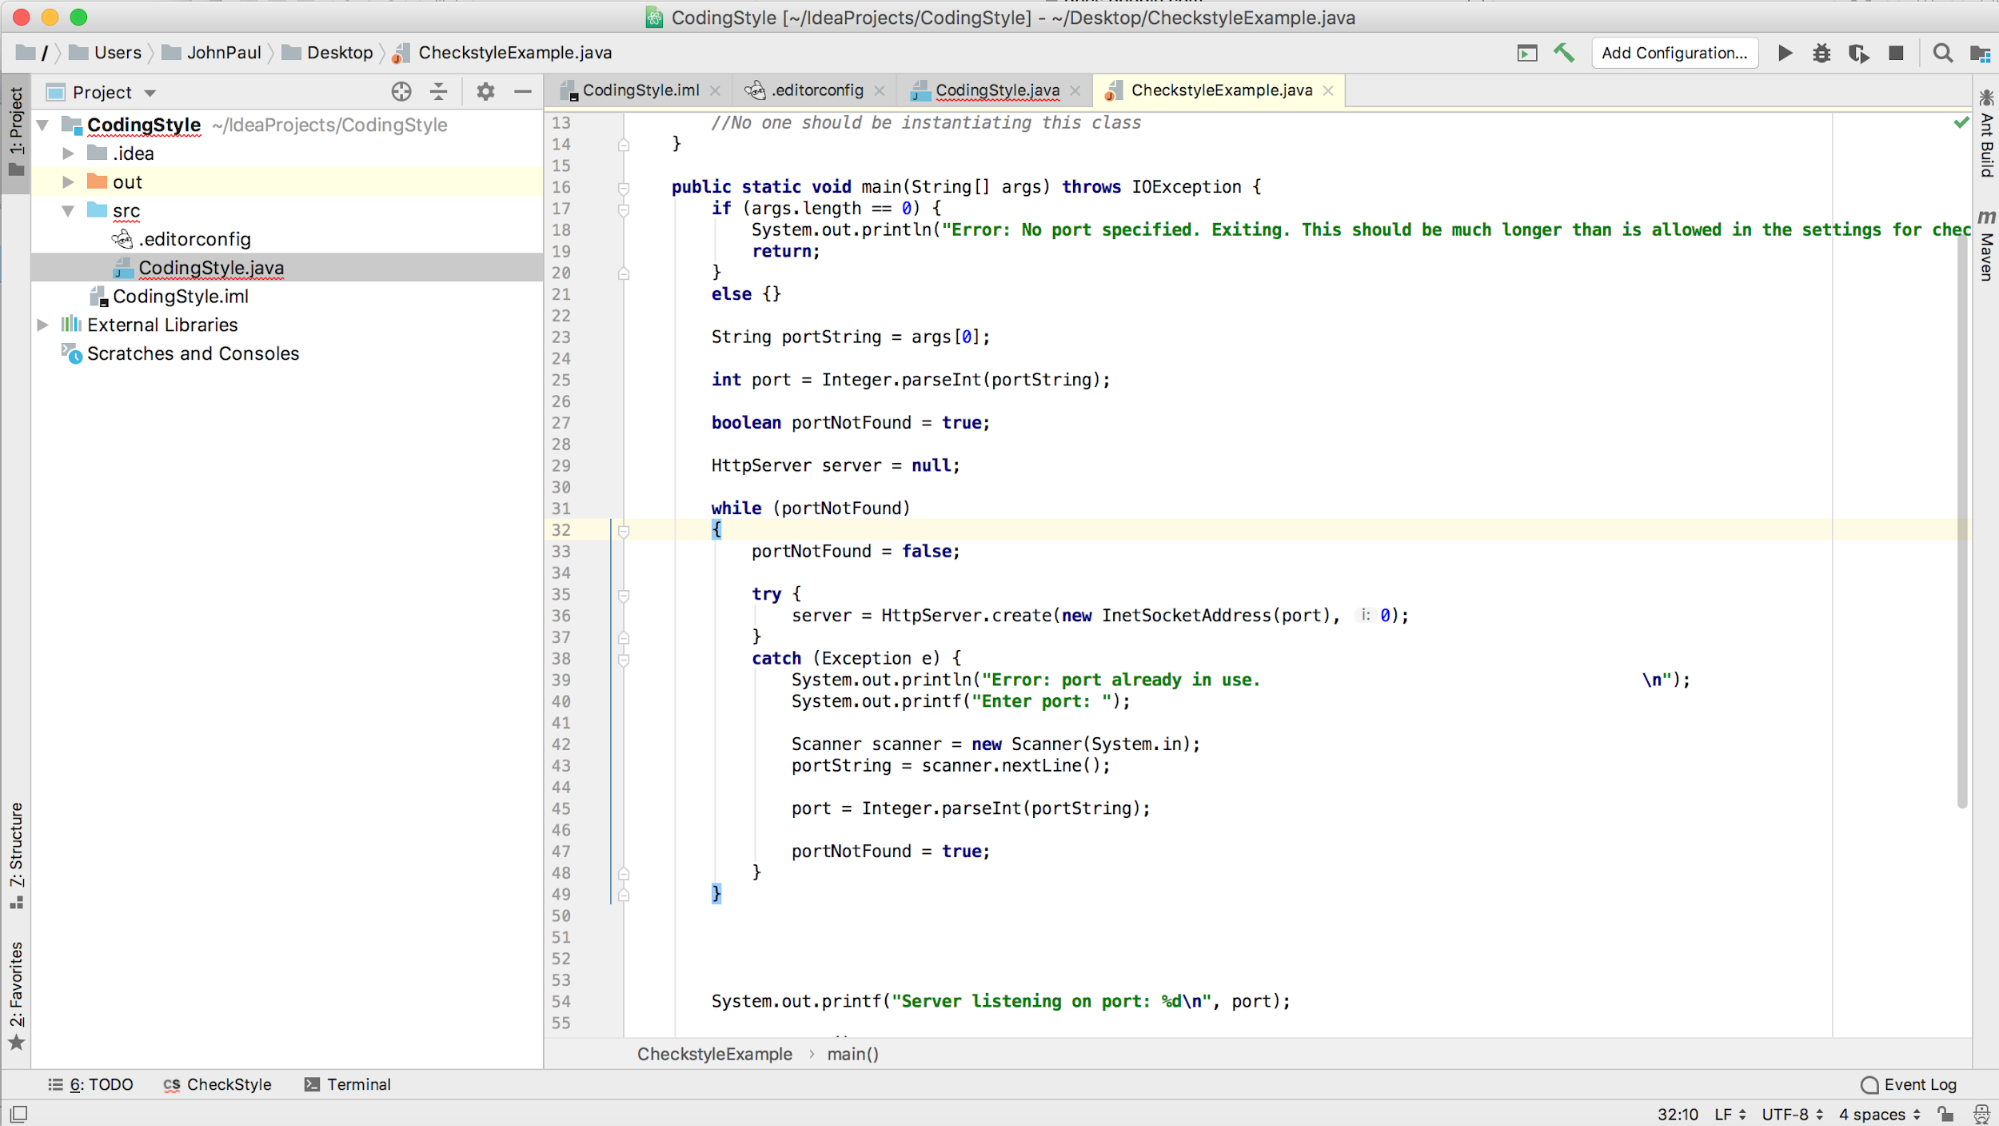 CodingStyle [~/IdeaProjects/CodingStyle] - ~/Desktop/CheckstyleExample.java
/ Users JohnPaul Desktop CheckstyleExample.java
Add Configuration...
1: Project
Project
CodingStyle ~/IdeaProjects/CodingStyle
.idea
out
src
.editorconfig
CodingStyle.java
CodingStyle.iml
External Libraries
Scratches and Consoles
7: Structure
2: Favorites
CodingStyle.iml .editorconfig CodingStyle.java CheckstyleExample.java
13 //No one should be instantiating this class
14 }
15
16 public static void main(String[] args) throws IOException {
17 if (args.length == 0) {
18 System.out.println("Error: No port specified. Exiting. This should be much longer than is allowed in the settings for chec
19 return;
20 }
21 else {}
22
23 String portString = args[0];
24
25 int port = Integer.parseInt(portString);
26
27 boolean portNotFound = true;
28
29 HttpServer server = null;
30
31 while (portNotFound)
32 {
33 portNotFound = false;
34
35 try {
36 server = HttpServer.create(new InetSocketAddress(port), i: 0);
37 }
38 catch (Exception e) {
39 System.out.println("Error: port already in use. \n");
40 System.out.printf("Enter port: ");
41
42 Scanner scanner = new Scanner(System.in);
43 portString = scanner.nextLine();
44
45 port = Integer.parseInt(portString);
46
47 portNotFound = true;
48 }
49 }
50
51
52
53
54 System.out.printf("Server listening on port: %d\n", port);
55
Ant Build
m Maven
CheckstyleExample › main()
6: TODO CS CheckStyle Terminal Event Log
32:10 LF UTF-8 4 spaces